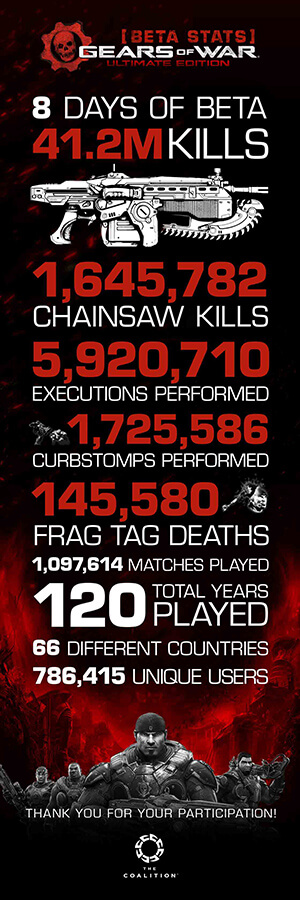 [BETA STATS]
GEARS OF WAR
ULTIMATE EDITION
8 DAYS OF BETA
41.2M KILLS
1,645,782
CHAINSAW KILLS
5,920,710
EXECUTIONS PERFORMED
1,725,586
CURBSTOMPS PERFORMED
145,580
FRAG TAG DEATHS
1,097,614 MATCHES PLAYED
120 TOTAL YEARS
PLAYED
66 DIFFERENT COUNTRIES
786,415 UNIQUE USERS
THANK YOU FOR YOUR PARTICIPATION!
THE
COALITION